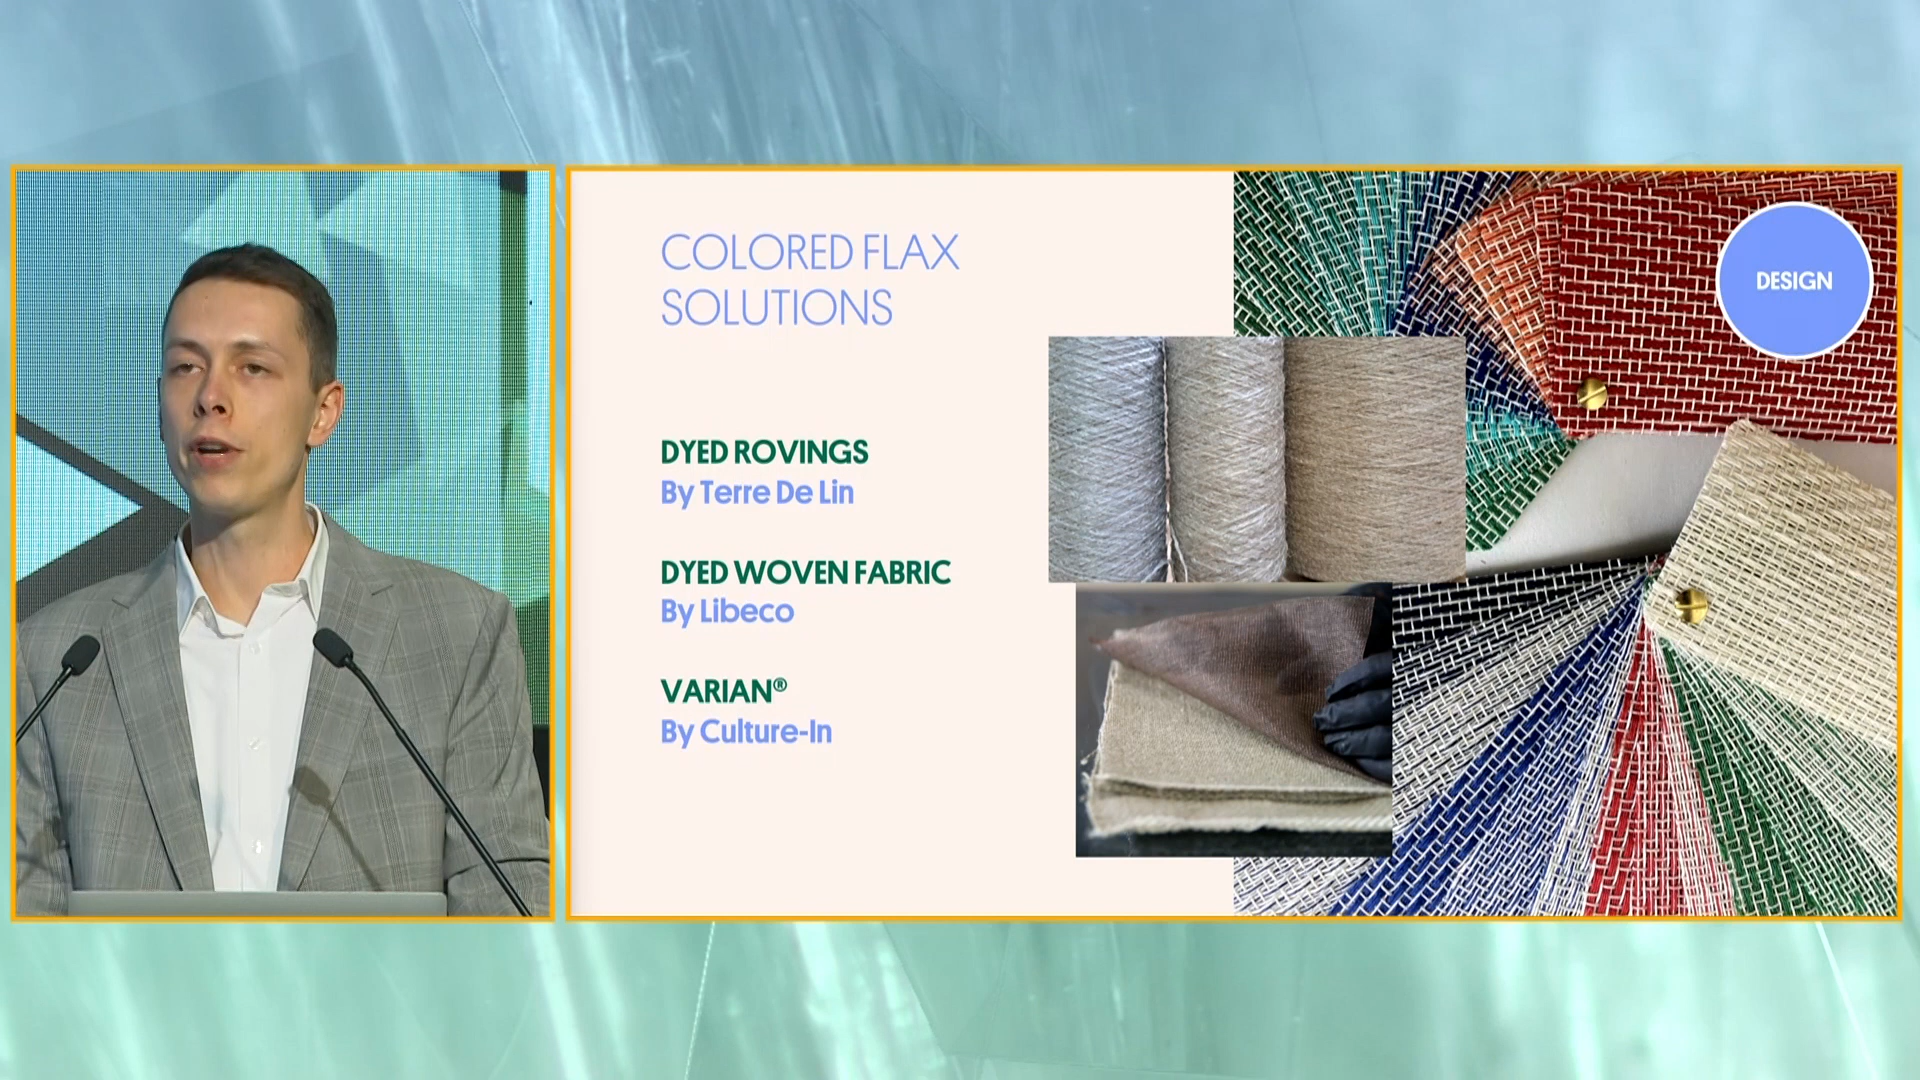 COLORED FLAX
SOLUTIONS
DESIGN
DYED ROVINGS
By Terre De Lin
DYED WOVEN FABRIC
By Libeco
VARIAN®
By Culture-In